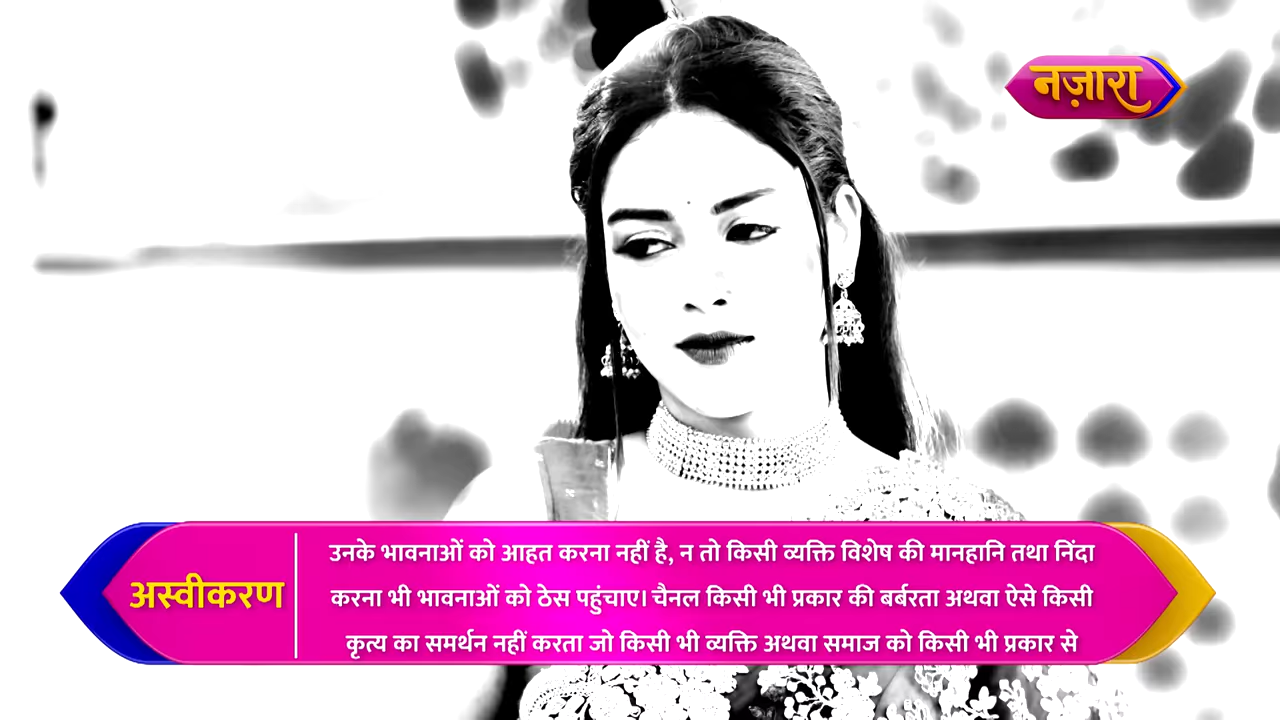 नज़ारा
अस्वीकरण
उनके भावनाओं को आहत करना नहीं है, न तो किसी व्यक्ति विशेष की मानहानि तथा निंदा
करना भी भावनाओं को ठेस पहुंचाए। चैनल किसी भी प्रकार की बर्बरता अथवा ऐसे किसी
कृत्य का समर्थन नहीं करता जो किसी भी व्यक्ति अथवा समाज को किसी भी प्रकार से